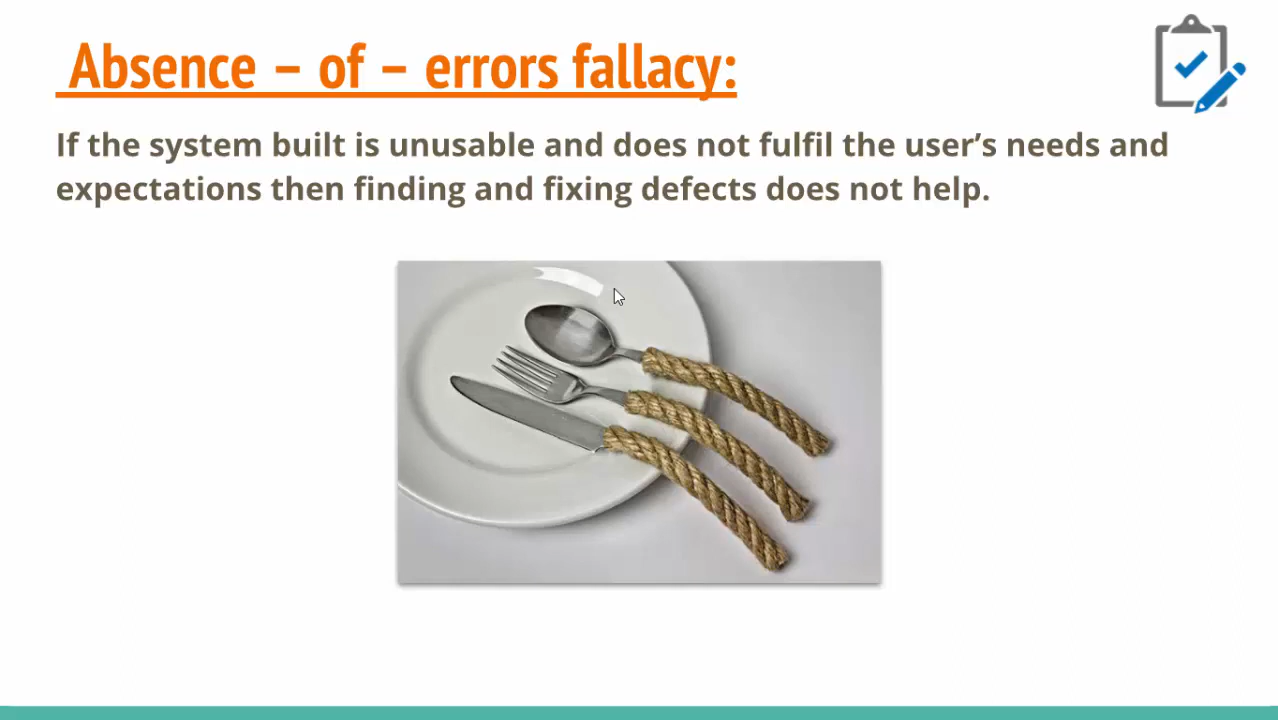 Absence – of – errors fallacy:
If the system built is unusable and does not fulfil the user’s needs and
expectations then finding and fixing defects does not help.